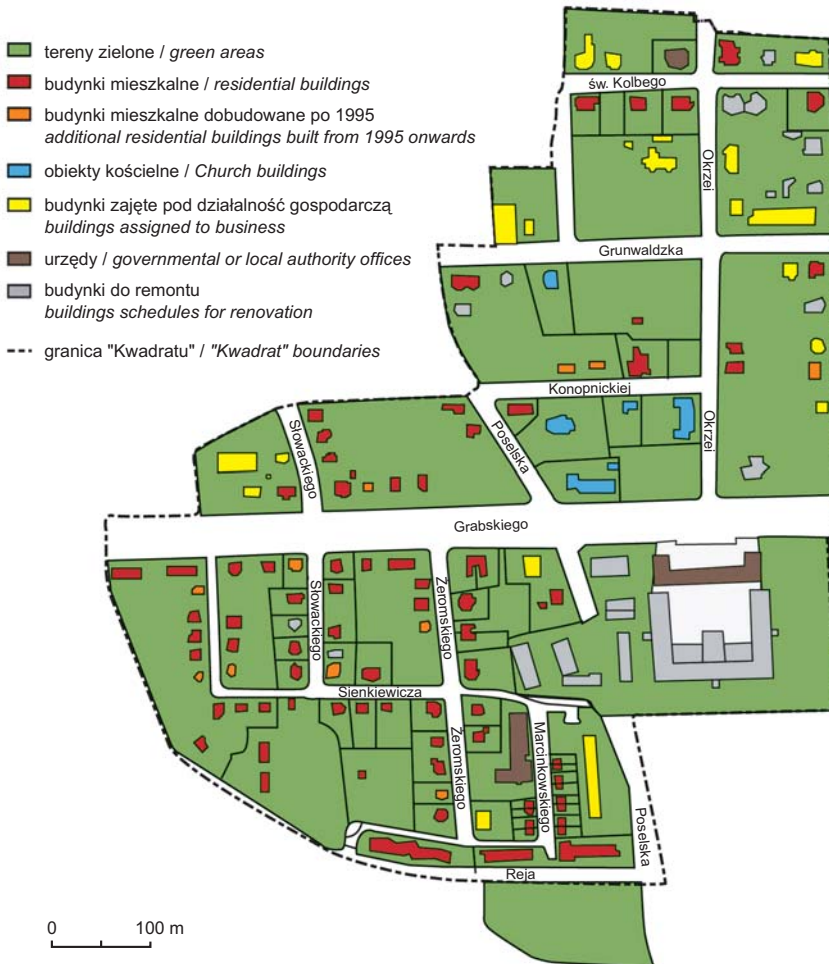 tereny zielone / green areas
budynki mieszkalne / residential buildings
budynki mieszkalne dobudowane po 1995
additional residential buildings built from 1995 onwards
obiekty kościelne / Church buildings
budynki zajęte pod działalność gospodarczą
buildings assigned to business
urzędy / governmental or local authority offices
budynki do remontu
buildings schedules for renovation
granica "Kwadratu" / "Kwadrat" boundaries
św. Kolbego
Okrzei
Grunwaldzka
Konopnickiej
Słowackiego
Poselska
Okrzei
Grabskiego
Słowackiego
Żeromskiego
Sienkiewicza
Żeromskiego
Marcinkowskiego
Poselska
Reja
0 100 m